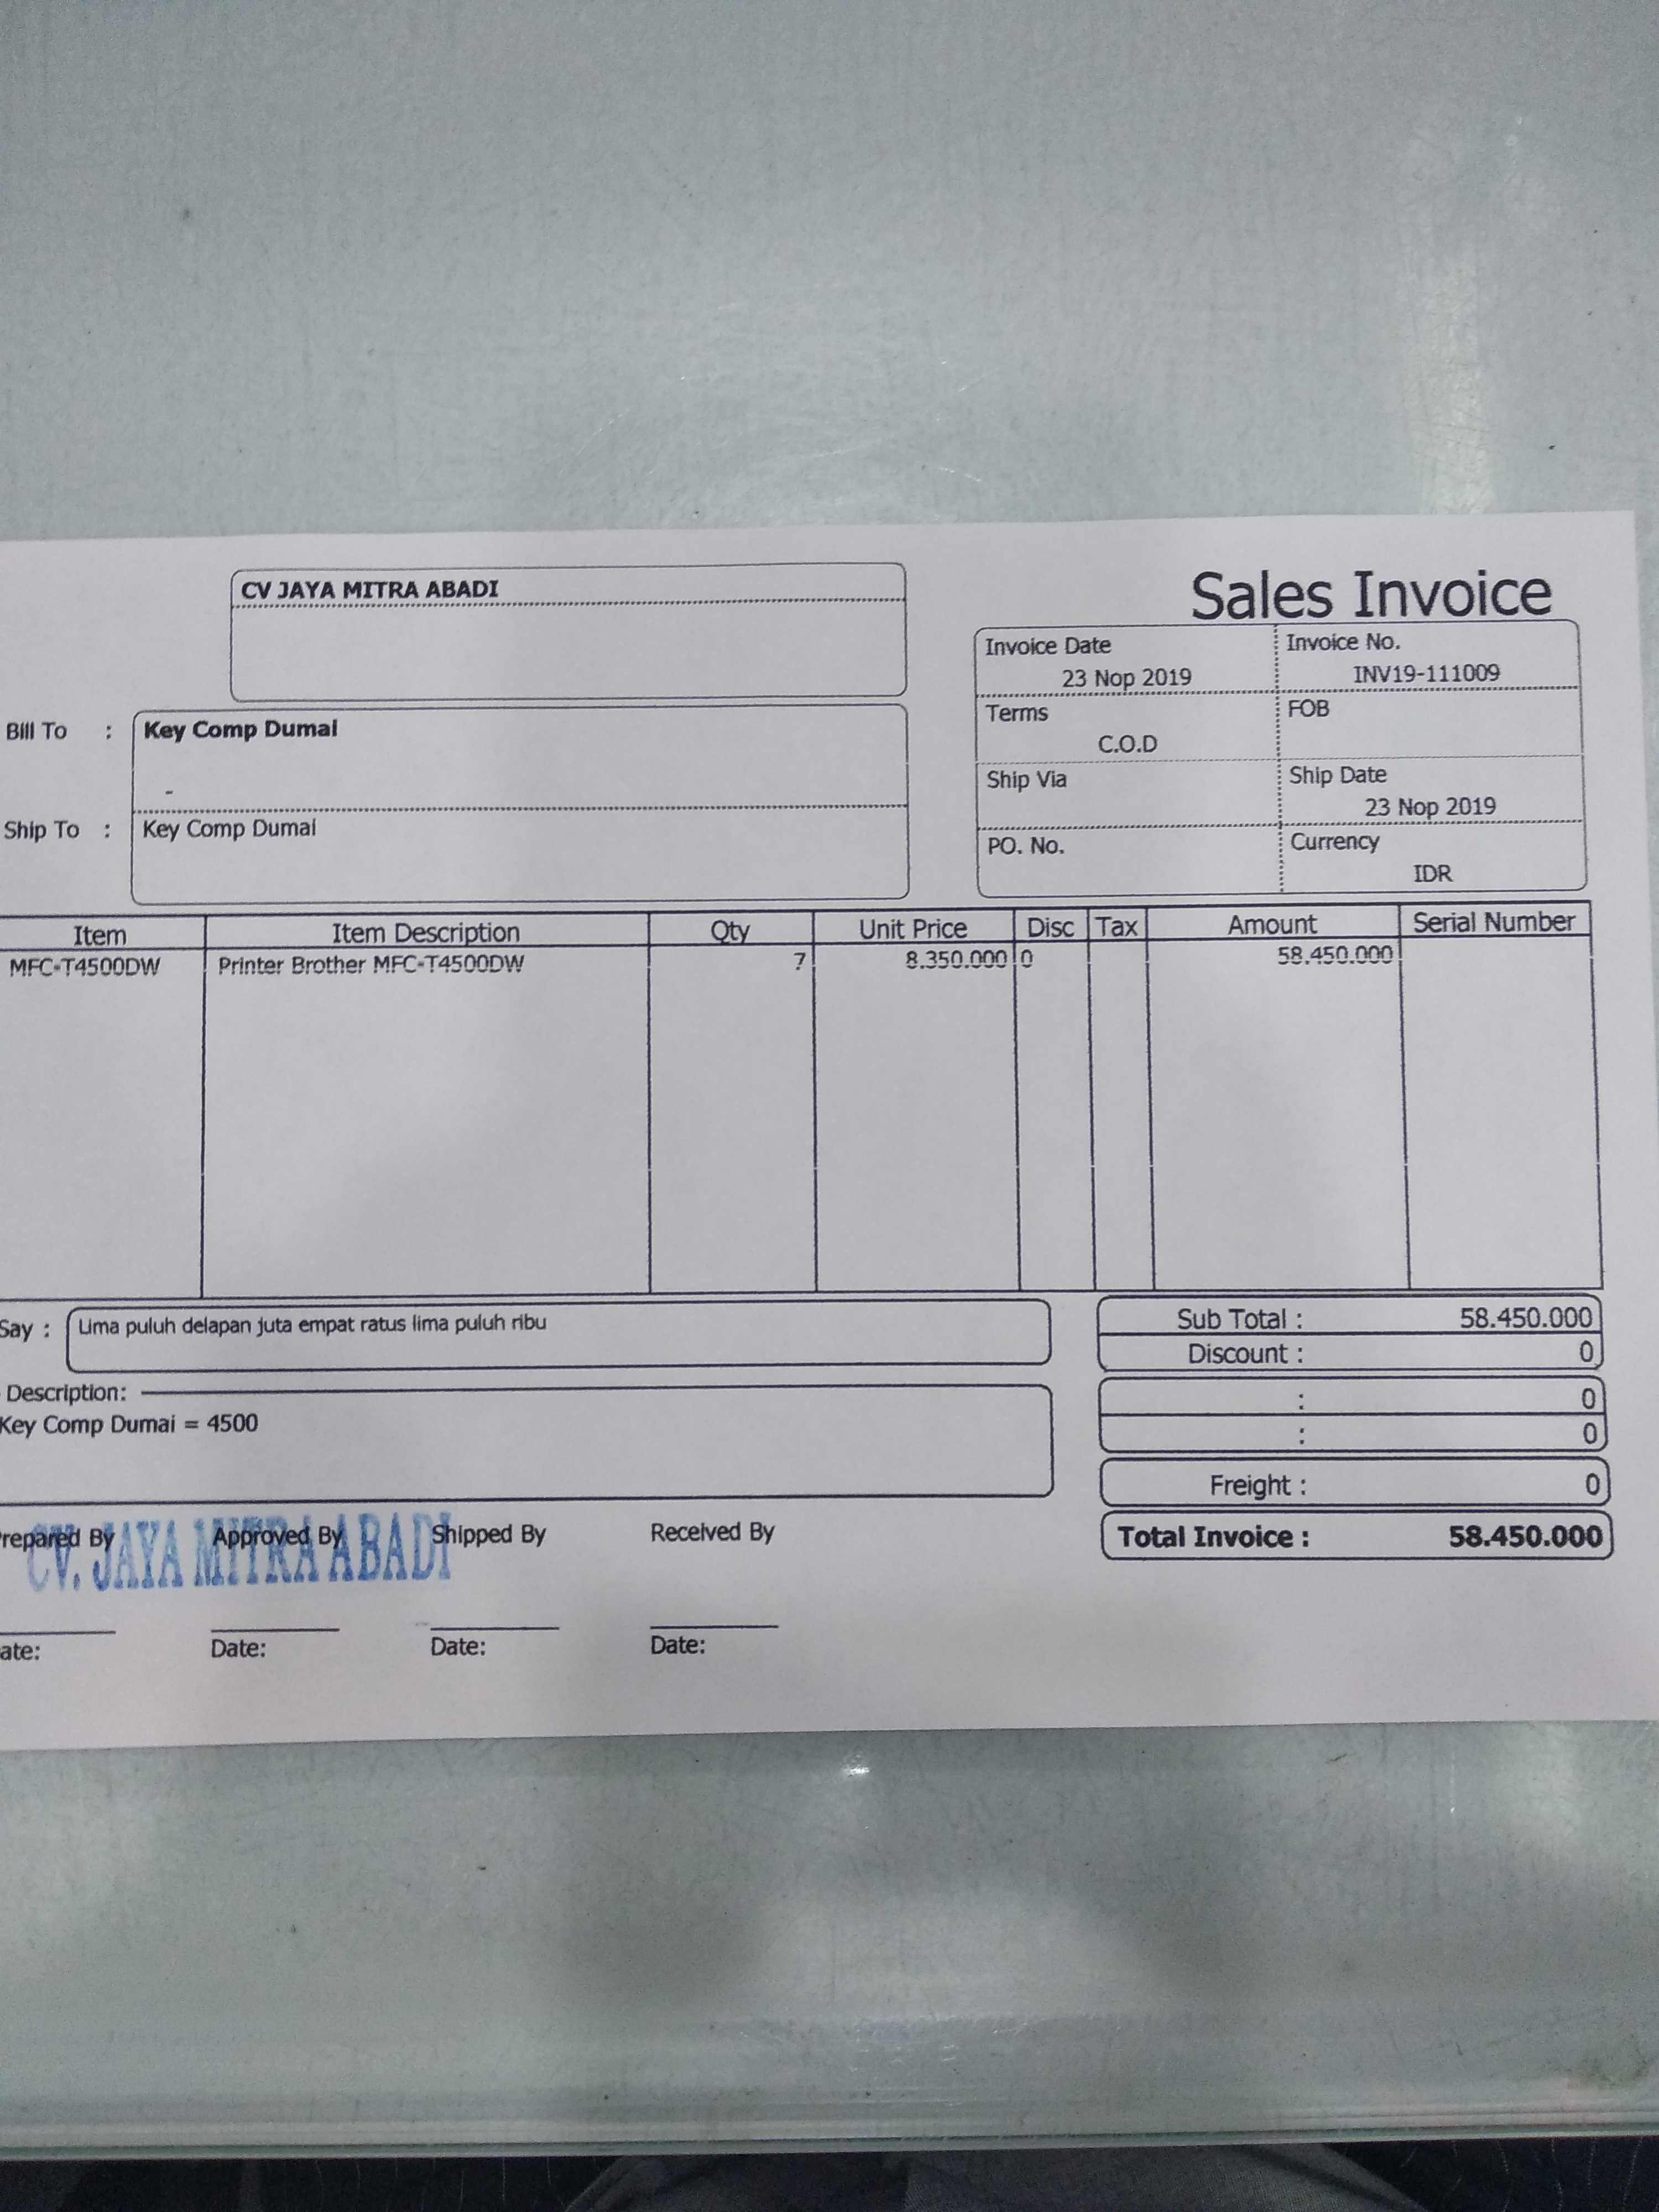 CV JAYA MITRA ABADI
Sales Invoice
Invoice Date
23 Nop 2019
Invoice No.
INV19-111009
Terms
C.O.D
FOB
Ship Via
Ship Date
23 Nop 2019
PO. No.
Currency
IDR
Bill To : Key Comp Dumai
-
Ship To : Key Comp Dumai
Item Item Description Qty Unit Price Disc Tax Amount Serial Number
MFC-T4500DW Printer Brother MFC-T4500DW 7 8.350.000 0 58.450.000
Say : Lima puluh delapan juta empat ratus lima puluh ribu
Description:
Key Comp Dumai = 4500
Sub Total : 58.450.000
Discount : 0
: 0
: 0
Freight : 0
Total Invoice : 58.450.000
repared By Approved By Shipped By Received By
CV. JAYA MITRA ABADI
ate: Date: Date: Date: